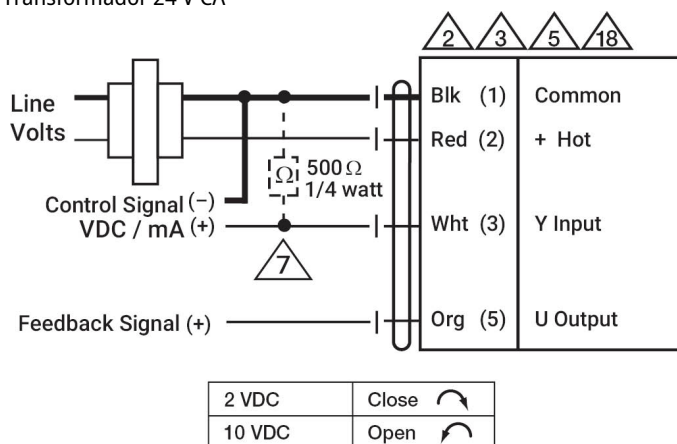 Transformador 24 V CA
2 3 5 18
Line
Volts
Blk (1) Common
Red (2) + Hot
Ω 500 Ω
1/4 watt
Control Signal (−)
VDC / mA (+)
Wht (3) Y Input
7
Feedback Signal (+)
Org (5) U Output
2 VDC Close
10 VDC Open